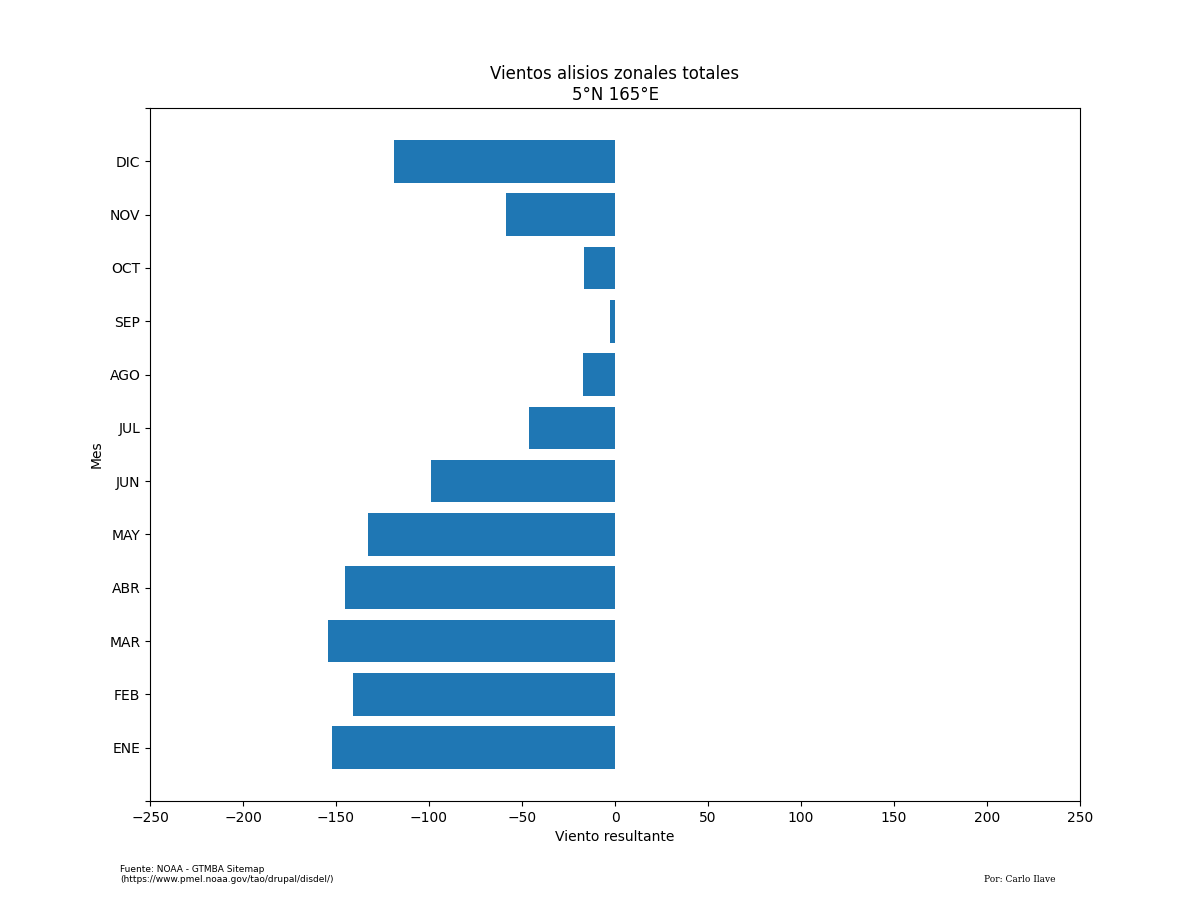 Vientos alisios zonales totales
5°N 165°E
DIC
NOV
OCT
SEP
AGO
JUL
JUN
MAY
ABR
MAR
FEB
ENE
Mes
−250 −200 −150 −100 −50 0 50 100 150 200 250
Viento resultante
Fuente: NOAA - GTMBA Sitemap
(https://www.pmel.noaa.gov/tao/drupal/disdel/)
Por: Carlo Ilave